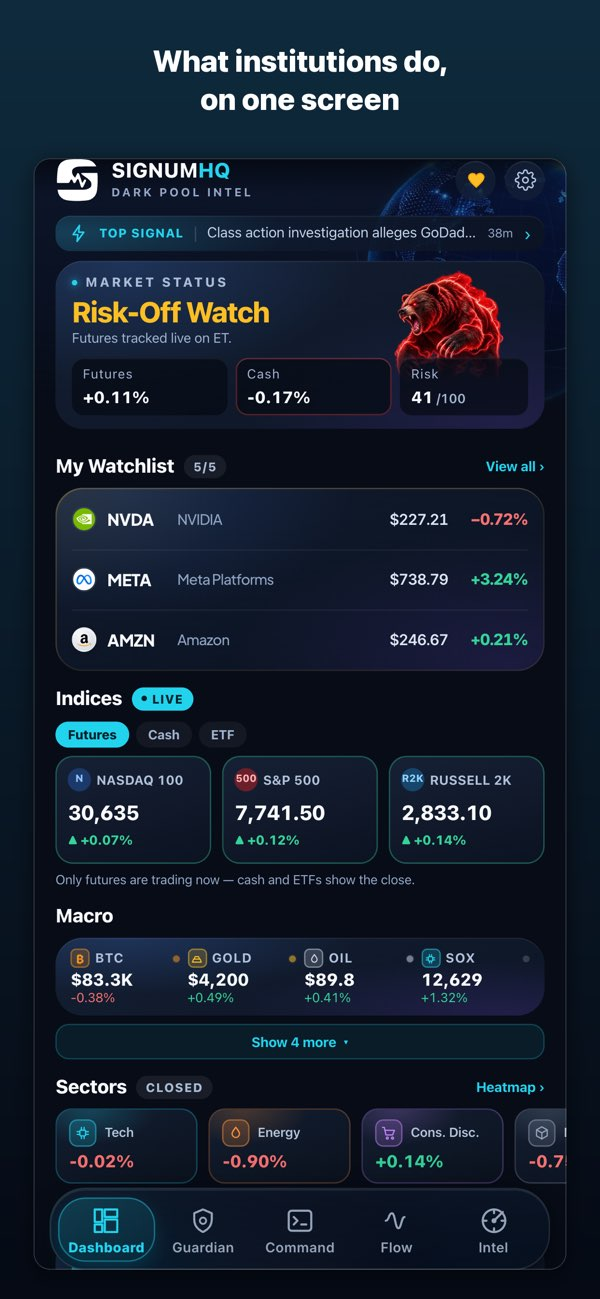 What institutions do,
on one screen
SIGNUMHQ
DARK POOL INTEL
TOP SIGNAL | Class action investigation alleges GoDad... 38m ›
MARKET STATUS
Risk-Off Watch
Futures tracked live on ET.
Futures Cash Risk
+0.11% -0.17% 41 /100
My Watchlist 5/5 View all ›
NVDA NVIDIA $227.21 −0.72%
META Meta Platforms $738.79 +3.24%
a AMZN Amazon $246.67 +0.21%
Indices • LIVE
Futures Cash ETF
N NASDAQ 100 500 S&P 500 R2K RUSSELL 2K
30,635 7,741.50 2,833.10
▲ +0.07% ▲ +0.12% ▲ +0.14%
Only futures are trading now — cash and ETFs show the close.
Macro
BTC GOLD OIL SOX
$83.3K $4,200 $89.8 12,629
-0.38% +0.49% +0.41% +1.32%
Show 4 more ▾
Sectors CLOSED Heatmap ›
Tech Energy Cons. Disc.
-0.02% -0.90% +0.14% -0.7
Dashboard Guardian Command Flow Intel